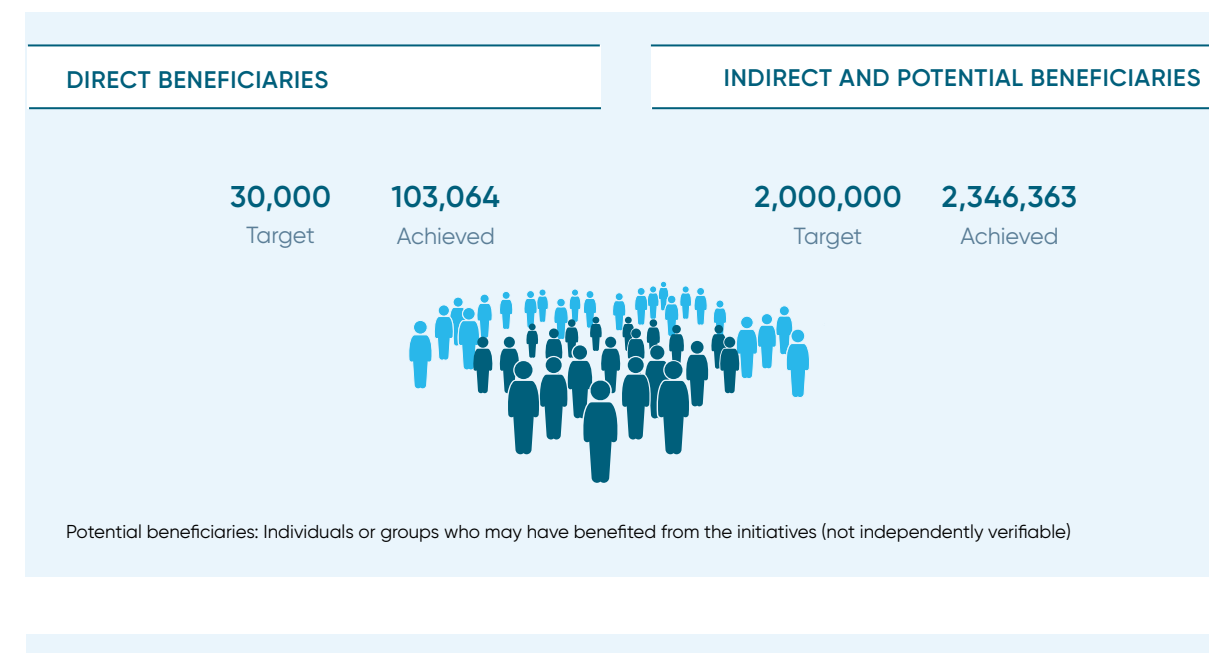 DIRECT BENEFICIARIES
INDIRECT AND POTENTIAL BENEFICIARIES
30,000 103,064
Target Achieved
2,000,000 2,346,363
Target Achieved
Potential beneficiaries: Individuals or groups who may have benefited from the initiatives (not independently verifiable)